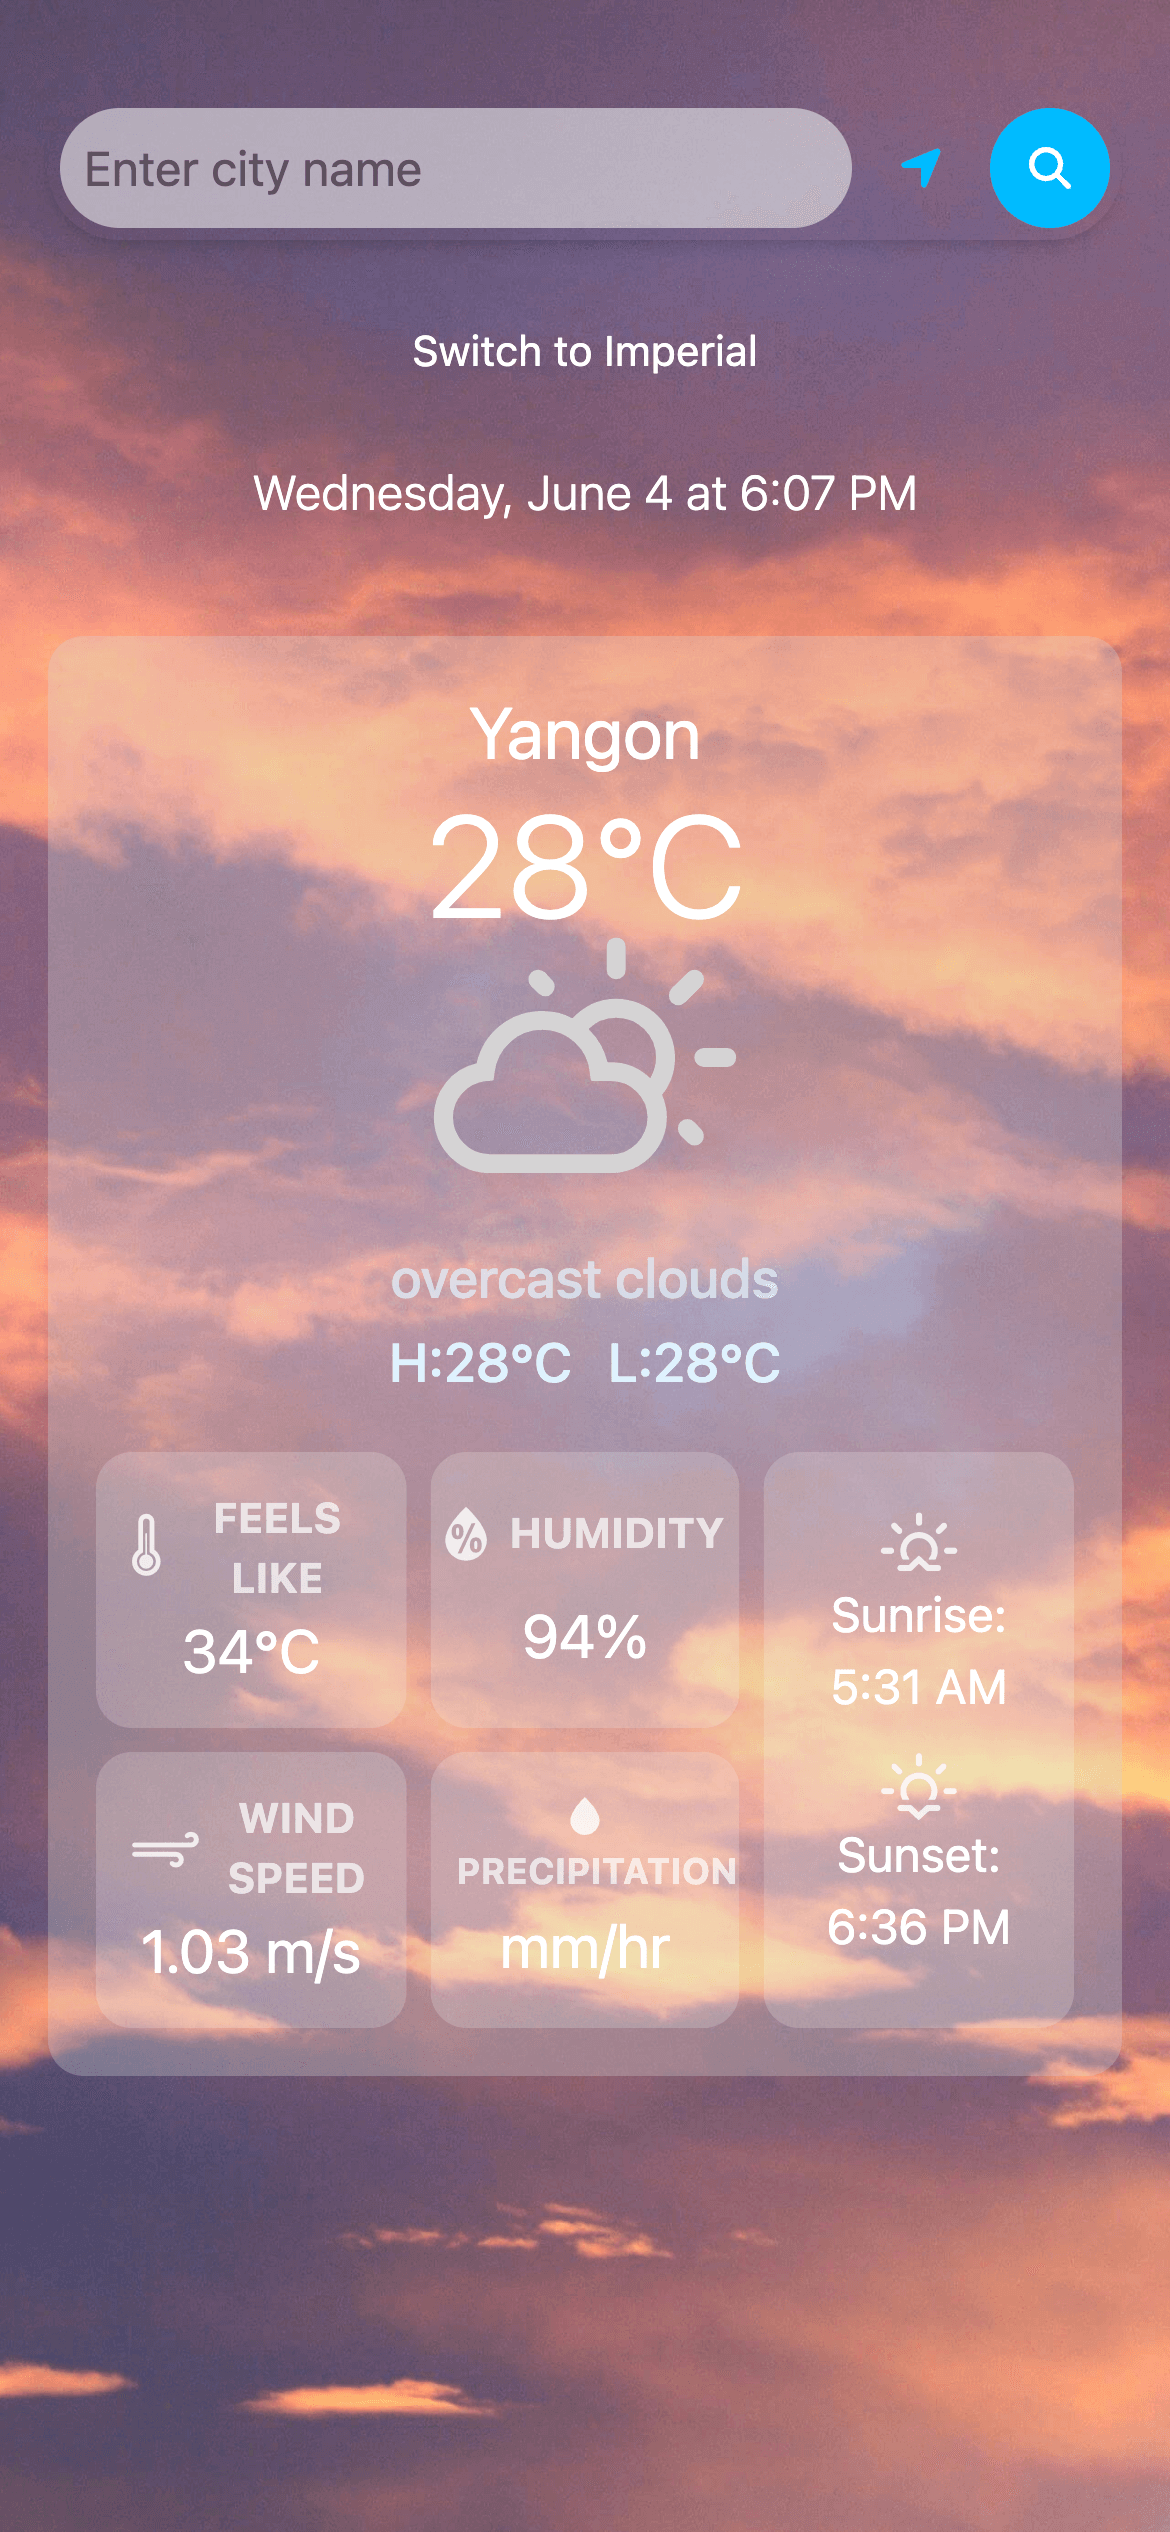 Enter city name
Switch to Imperial
Wednesday, June 4 at 6:07 PM
Yangon
28°C
overcast clouds
H:28°C L:28°C
FEELS
LIKE
34°C
% HUMIDITY
94%
Sunrise:
5:31 AM
WIND
SPEED
1.03 m/s
PRECIPITATION
mm/hr
Sunset:
6:36 PM